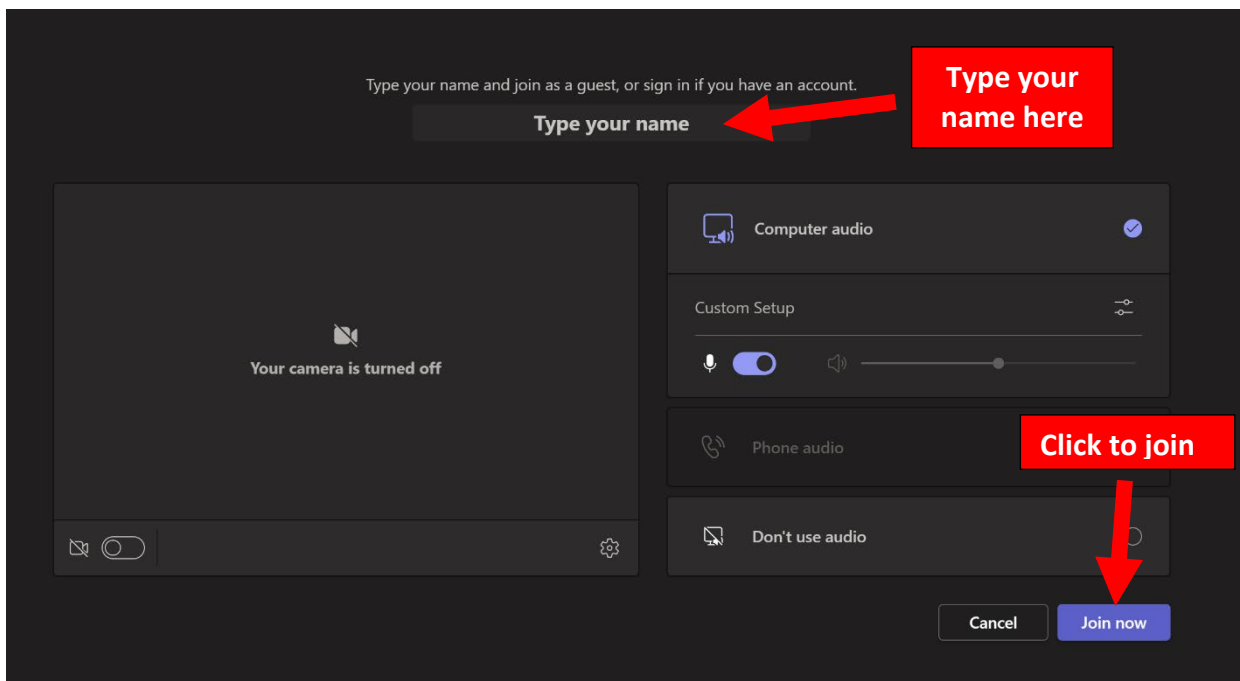 Type your name and join as a guest, or sign in if you have an account.
Type your name
Type your
name here
Computer audio
Custom Setup
Your camera is turned off
Phone audio
Click to join
Don't use audio
Cancel
Join now